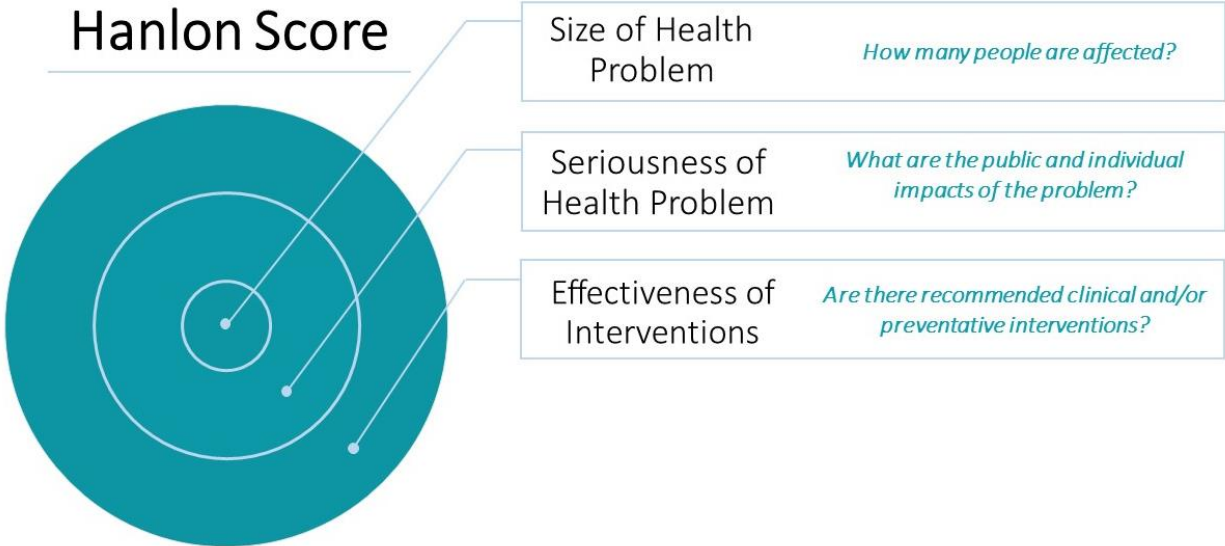 Hanlon Score
Size of Health
Problem
How many people are affected?
Seriousness of
Health Problem
What are the public and individual
impacts of the problem?
Effectiveness of
Interventions
Are there recommended clinical and/or
preventative interventions?